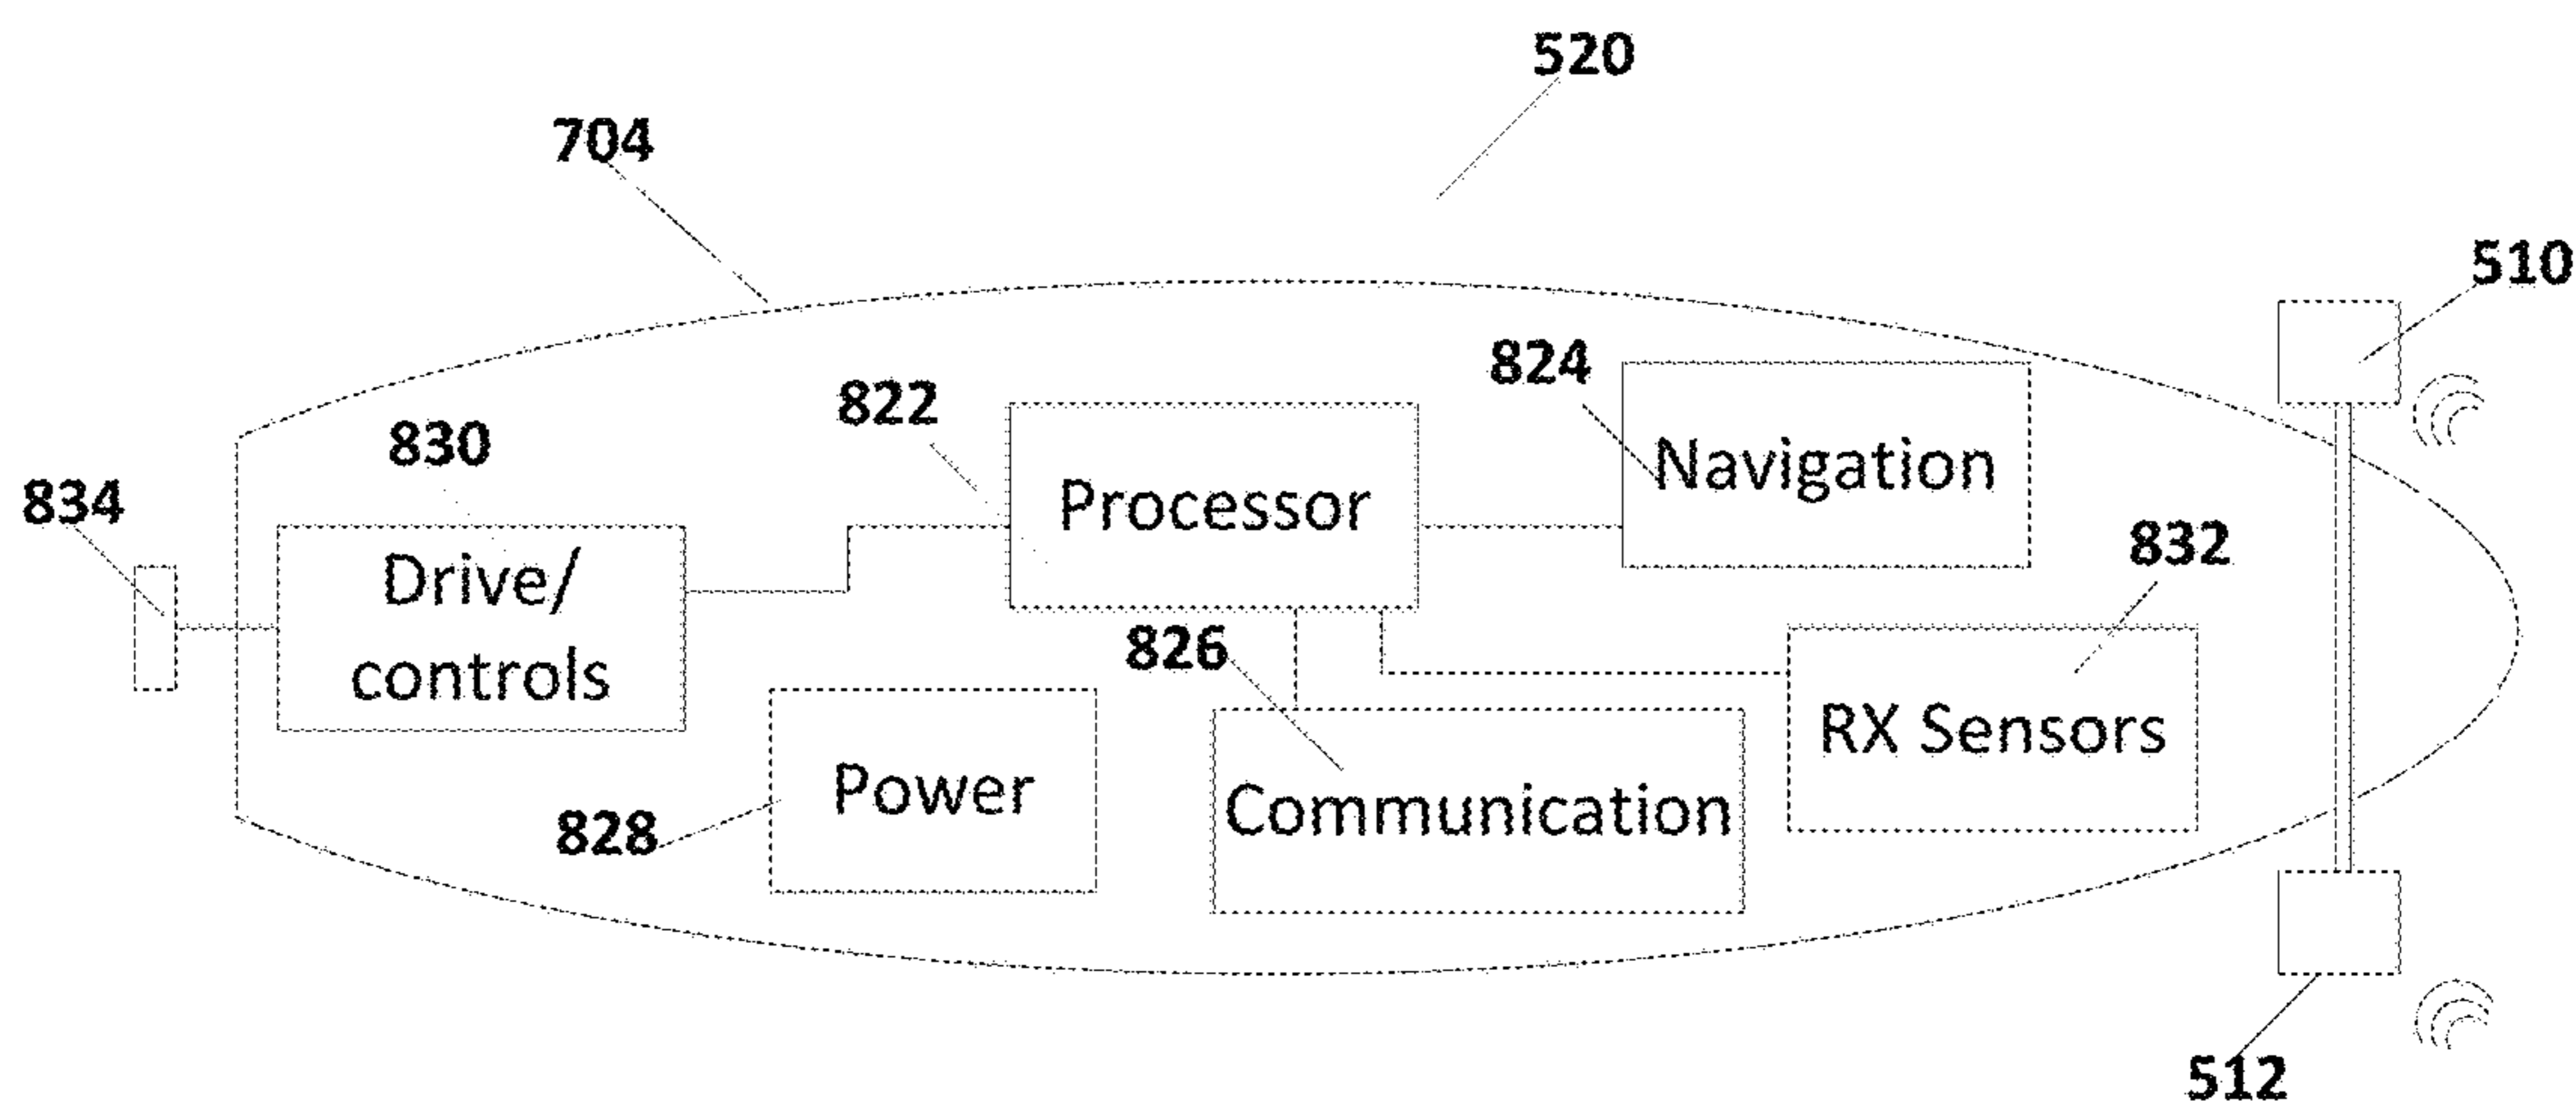 520
704
510
824
822
830
Navigation
834
Processor
832
Drive/
controls
826
RX Sensors
Power
Communication
828
512